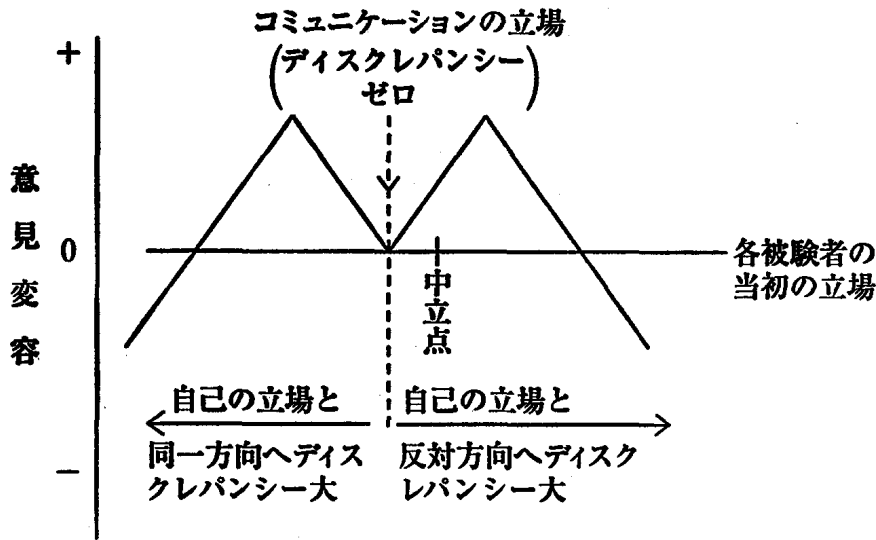 コミュニケーションの立場
(ディスクレパンシー
ゼロ)
+
意見変容
0
−
中立点
各被験者の
当初の立場
自己の立場と
同一方向へディス
クレパンシー大
自己の立場と
反対方向へディスク
レパンシー大